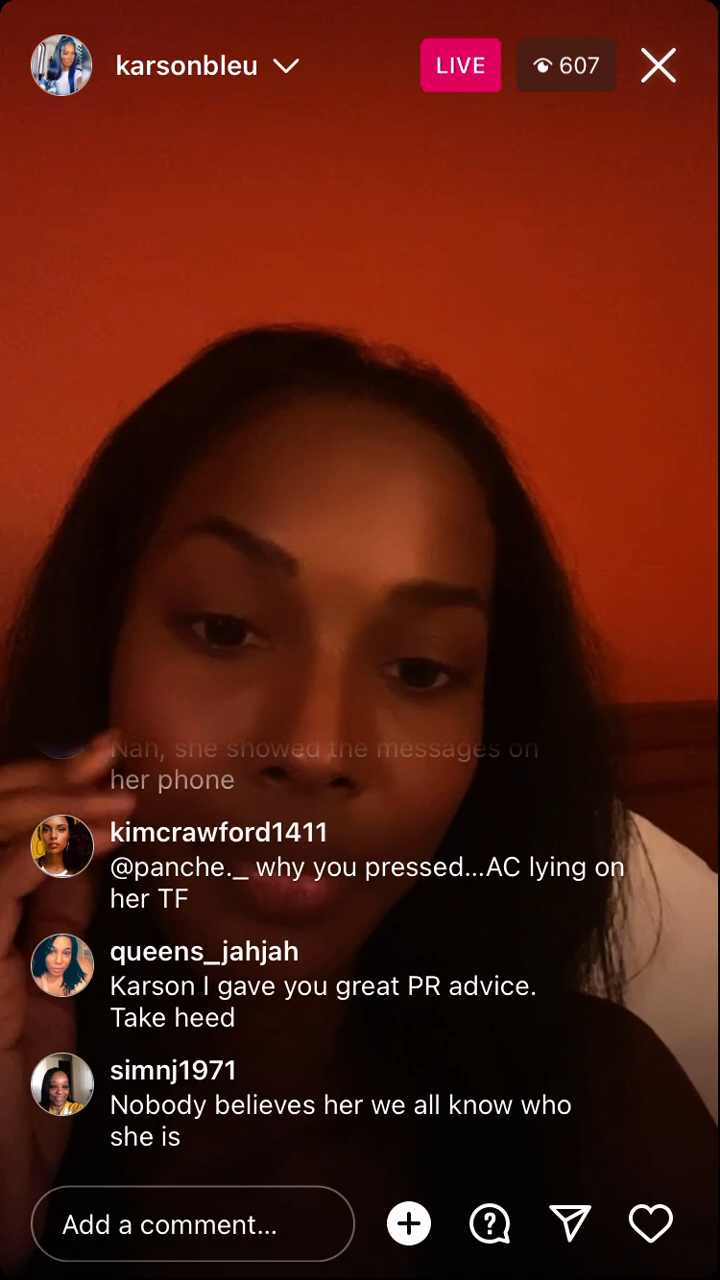 karsonbleu
LIVE
607
Nah, she showed the messages on
her phone
kimcrawford1411
@panche._ why you pressed...AC lying on
her TF
queens_jahjah
Karson I gave you great PR advice.
Take heed
simnj1971
Nobody believes her we all know who
she is
Add a comment...